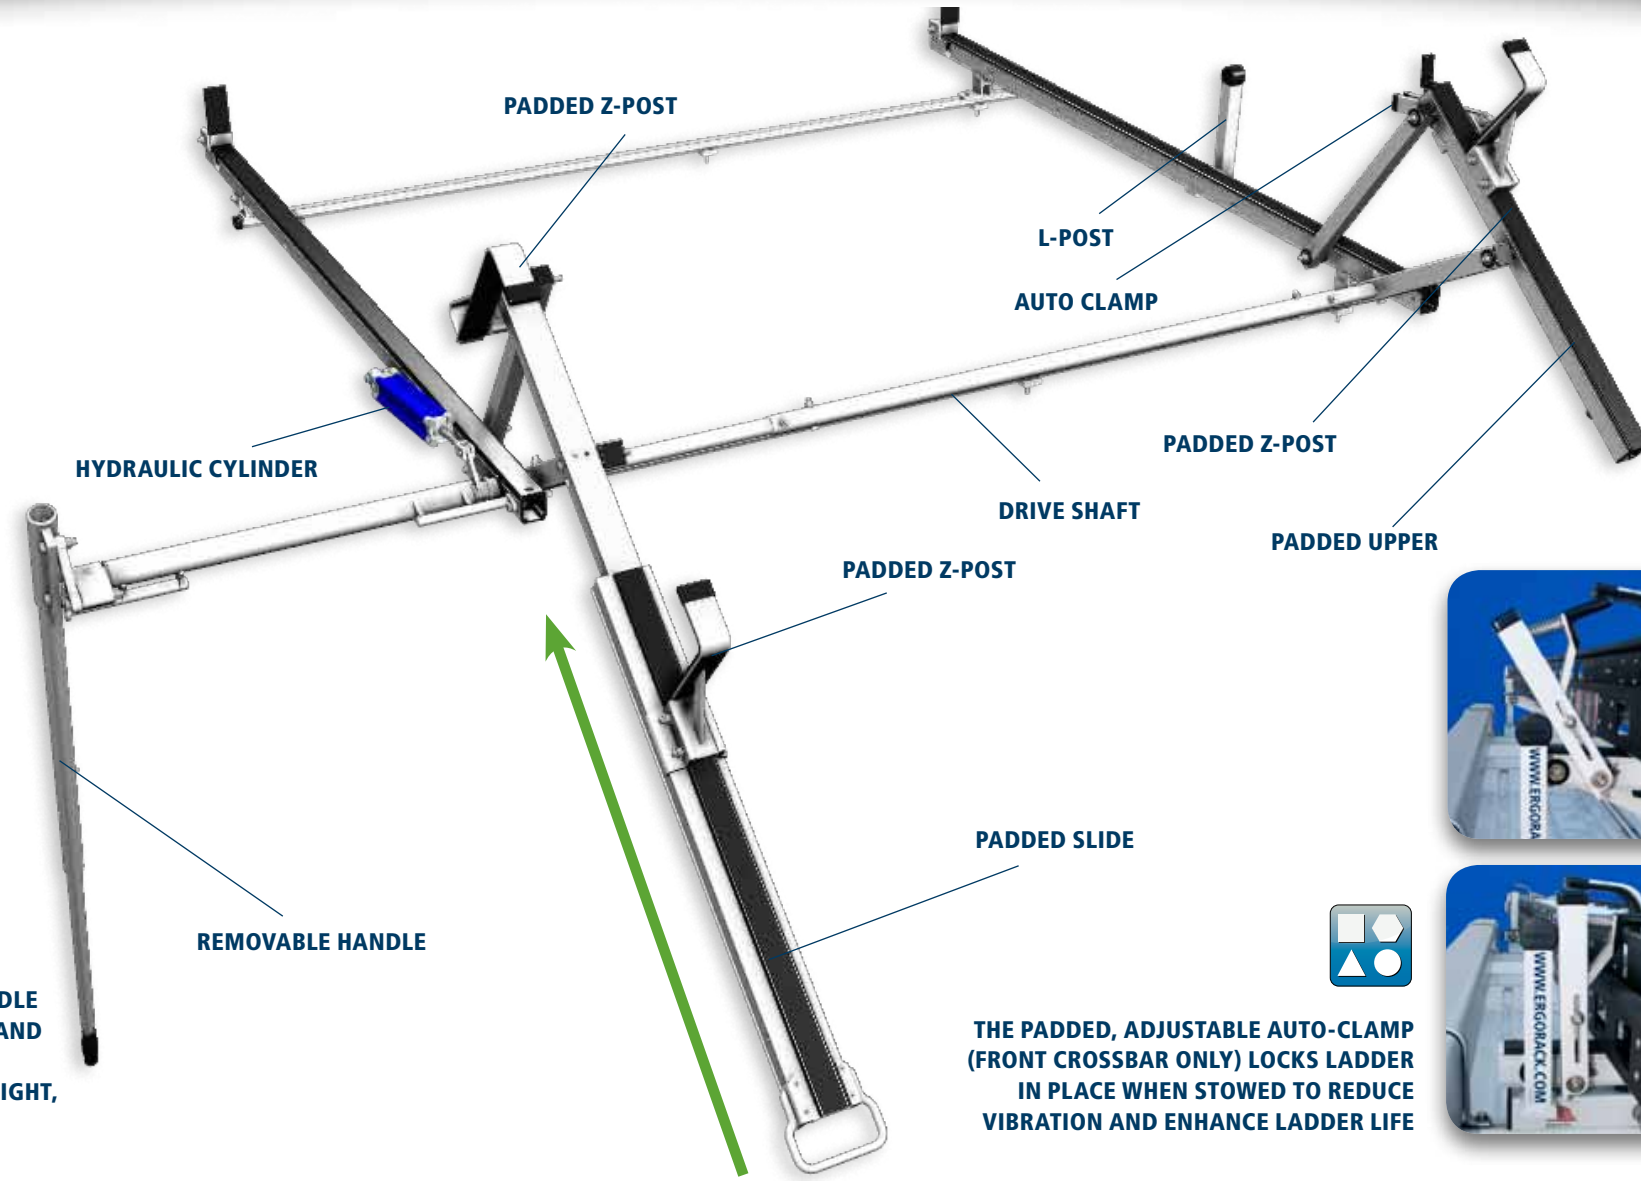 PADDED Z-POST
L-POST
AUTO CLAMP
HYDRAULIC CYLINDER
PADDED Z-POST
DRIVE SHAFT
PADDED UPPER
PADDED Z-POST
PADDED SLIDE
REMOVABLE HANDLE
DLE
AND
IGHT,
THE PADDED, ADJUSTABLE AUTO-CLAMP
(FRONT CROSSBAR ONLY) LOCKS LADDER
IN PLACE WHEN STOWED TO REDUCE
VIBRATION AND ENHANCE LADDER LIFE
WWW.ERGORA
WWW.ERGORACK.COM